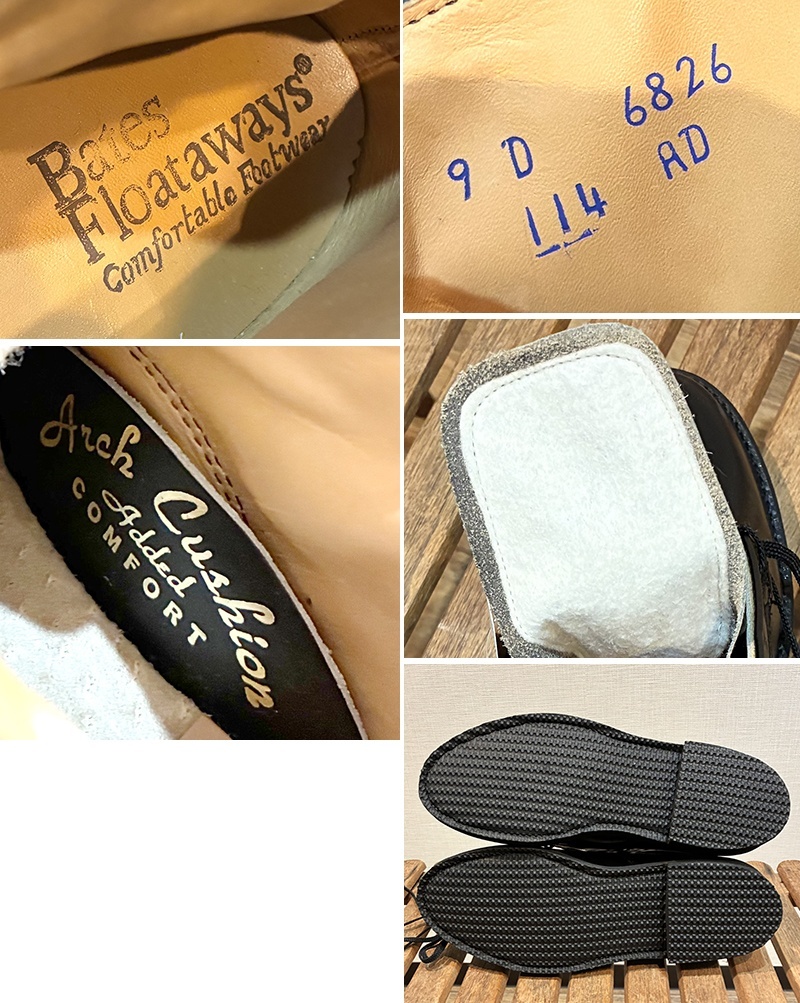 Bates
Floataways®
Comfortable Footwear
9 D 6826
114 AD
Arch Cushion
Added
COMFORT